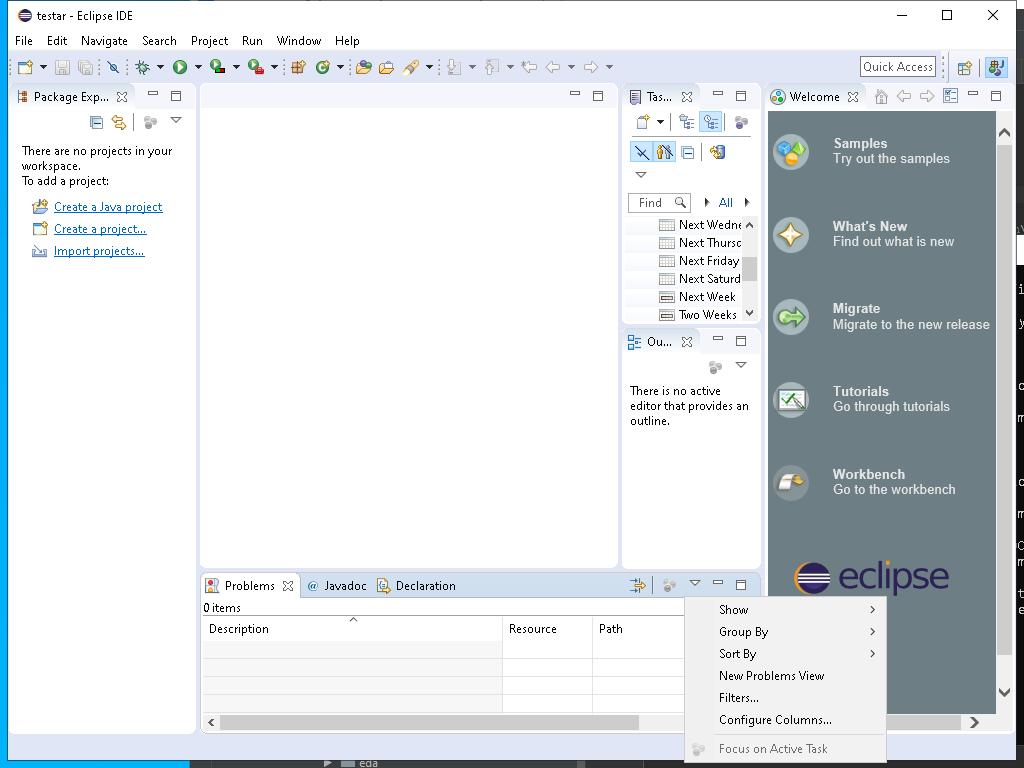 testar - Eclipse IDE
File Edit Navigate Search Project Run Window Help
Quick Access
Package Exp...
There are no projects in your
workspace.
To add a project:
Create a Java project
Create a project...
Import projects...
Tas...
Find
All
Next Wedne
Next Thursd
Next Friday
Next Saturd
Next Week
Two Weeks
Ou...
There is no active
editor that provides an
outline.
Welcome
Samples
Try out the samples
What's New
Find out what is new
Migrate
Migrate to the new release
Tutorials
Go through tutorials
Workbench
Go to the workbench
eclipse
Problems @ Javadoc Declaration
0 items
Description Resource Path
Show
Group By
Sort By
New Problems View
Filters...
Configure Columns...
Focus on Active Task
eda